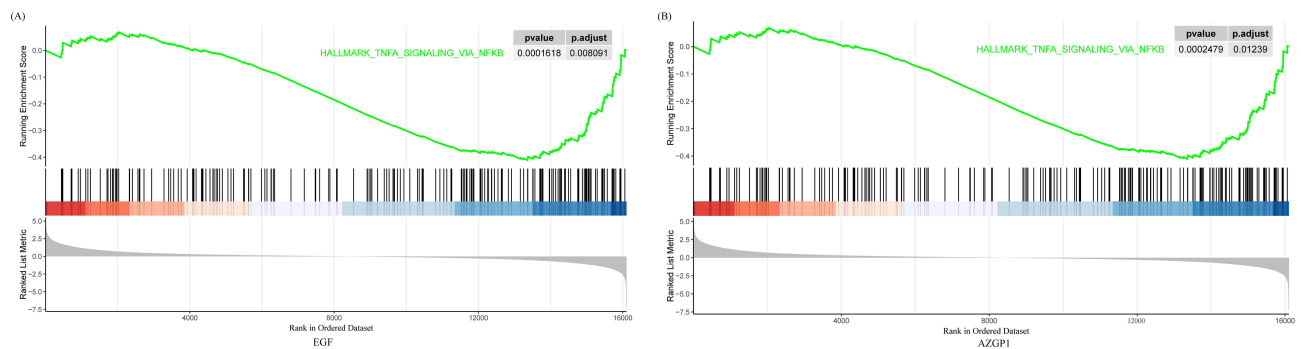 (A)
pvalue p.adjust
HALLMARK_TNFA_SIGNALING_VIA_NFKB 0.0001618 0.008091
Running Enrichment Score
0.0
−0.1
−0.2
−0.3
−0.4
Ranked List Metric
5.0
2.5
0.0
−2.5
−5.0
−7.5
4000 8000 12000 16000
Rank in Ordered Dataset
EGF
(B)
pvalue p.adjust
HALLMARK_TNFA_SIGNALING_VIA_NFKB 0.0002479 0.01239
Running Enrichment Score
0.0
−0.1
−0.2
−0.3
−0.4
Ranked List Metric
5.0
2.5
0.0
−2.5
−5.0
−7.5
4000 8000 12000 16000
Rank in Ordered Dataset
AZGP1